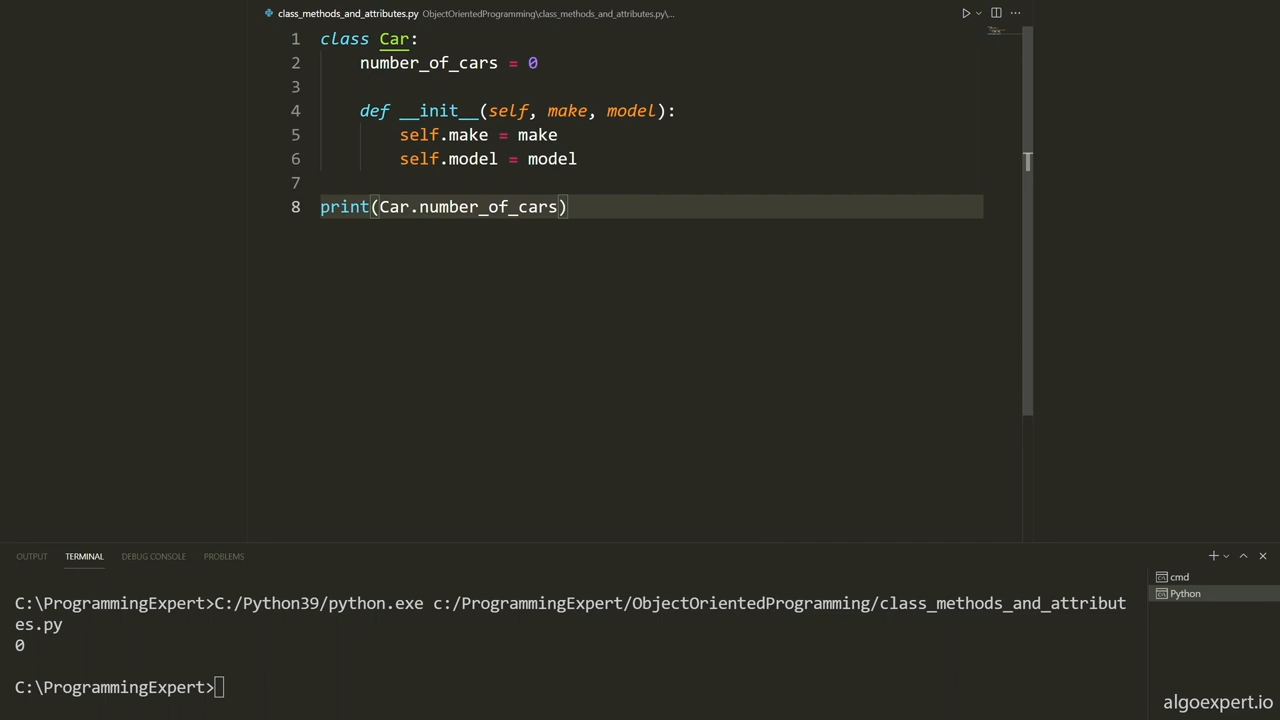 class_methods_and_attributes.py ObjectOrientedProgramming\class_methods_and_attributes.py\...
1 class Car:
2 number_of_cars = 0
3
4 def __init__(self, make, model):
5 self.make = make
6 self.model = model
7
8 print(Car.number_of_cars)
OUTPUT TERMINAL DEBUG CONSOLE PROBLEMS
cmd
Python
C:\ProgrammingExpert>C:/Python39/python.exe c:/ProgrammingExpert/ObjectOrientedProgramming/class_methods_and_attribut
es.py
0
C:\ProgrammingExpert>
algoexpert.io